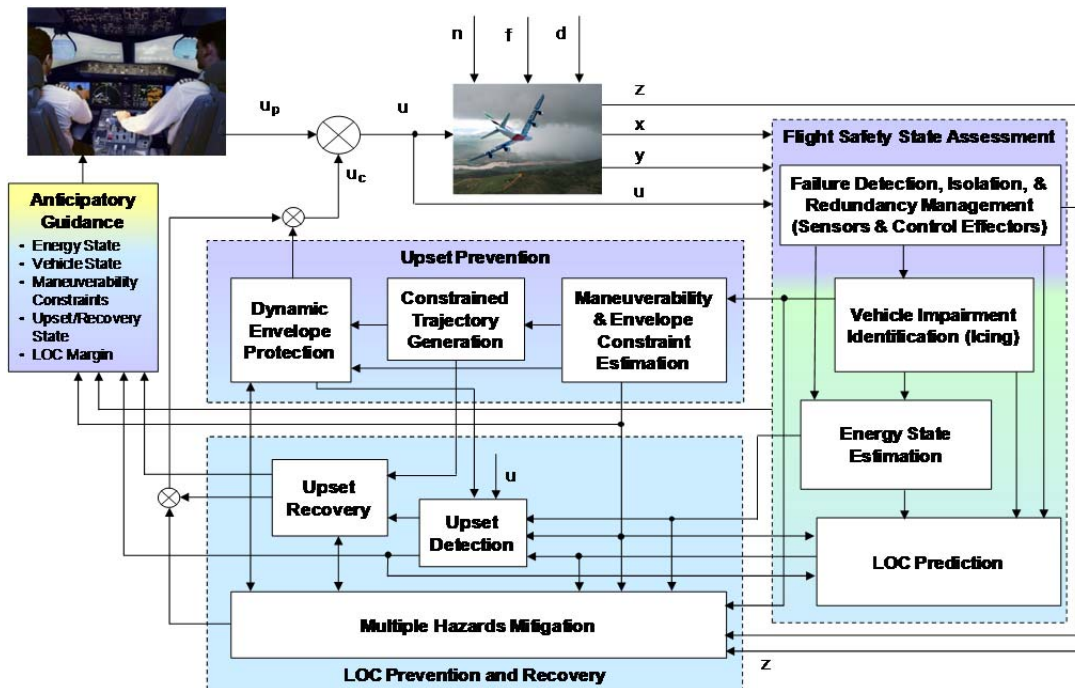 n
f
d
z
u_p
u
x
y
u
u_c
Flight Safety State Assessment
Failure Detection, Isolation, &
Redundancy Management
(Sensors & Control Effectors)
Anticipatory
Guidance
• Energy State
• Vehicle State
• Maneuverability
Constraints
• Upset/Recovery
State
• LOC Margin
Upset Prevention
Dynamic
Envelope
Protection
Constrained
Trajectory
Generation
Maneuverability
& Envelope
Constraint
Estimation
Vehicle Impairment
Identification (Icing)
Energy State
Estimation
Upset
Recovery
u
Upset
Detection
LOC Prediction
Multiple Hazards Mitigation
z
LOC Prevention and Recovery